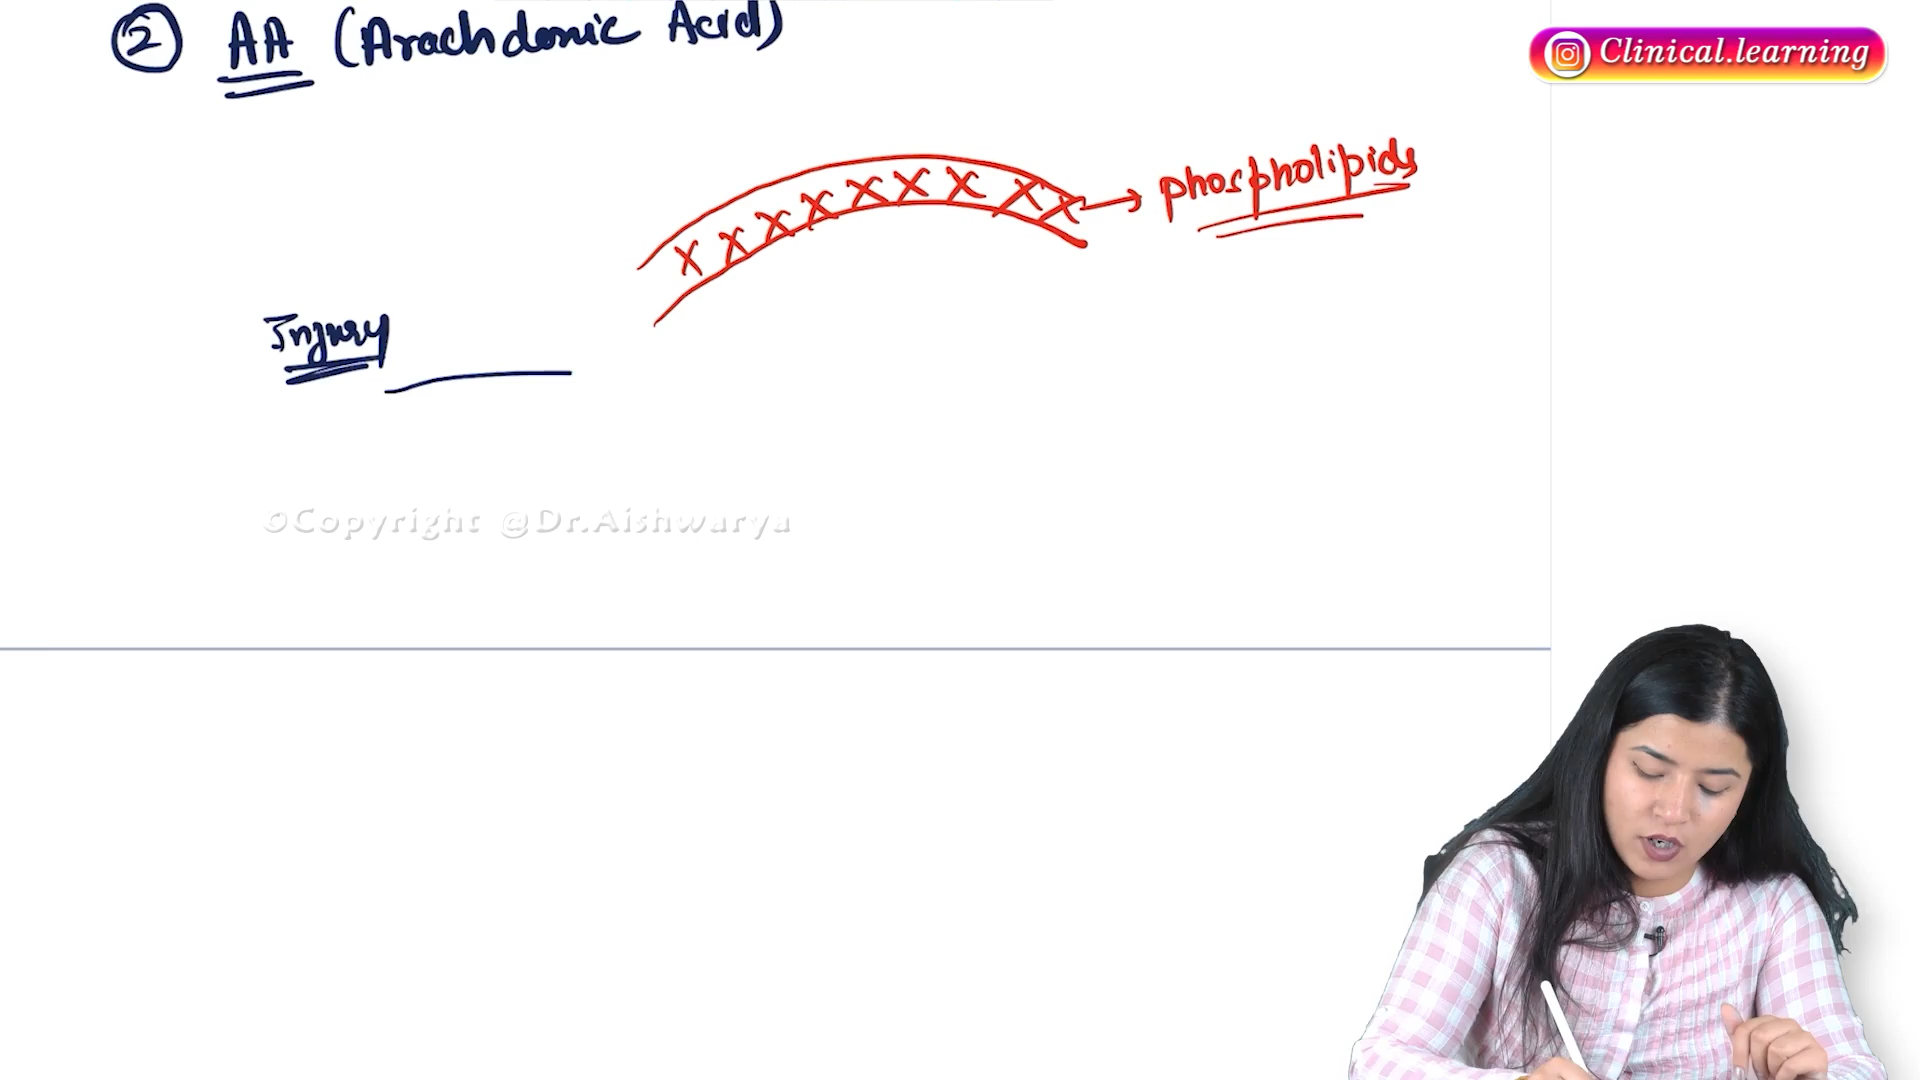 ② AA (Arachdonic Acid)
Clinical.learning
phospholipids
Injury
©Copyright @Dr.Aishwarya